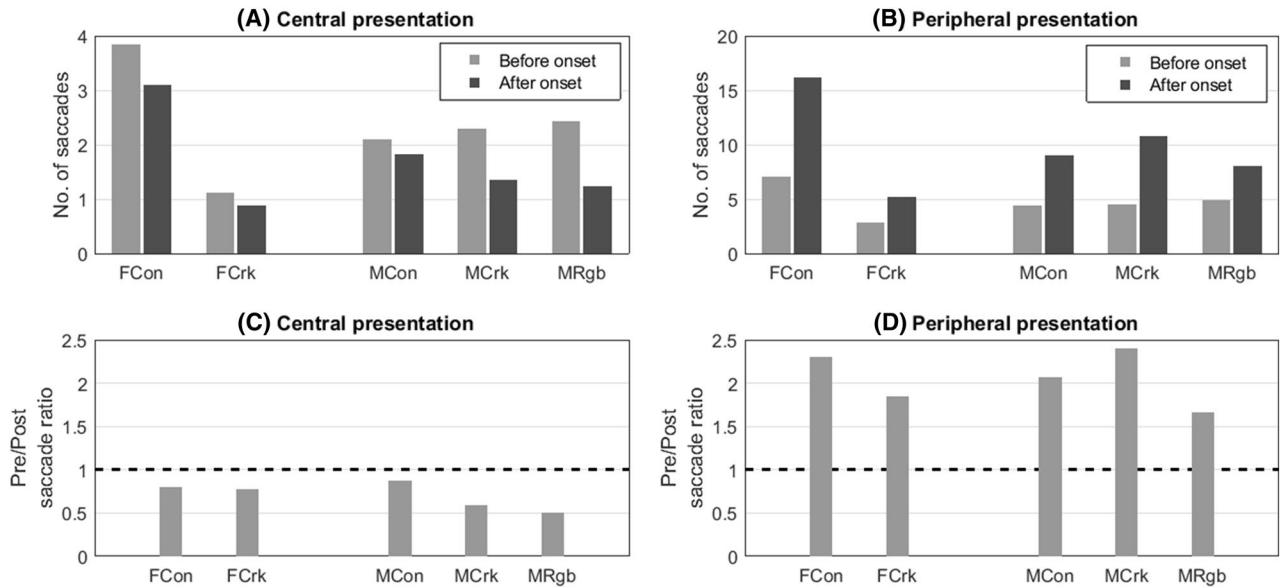 (A) Central presentation
No. of saccades
4
3
2
1
0
Before onset
After onset
FCon FCrk MCon MCrk MRgb
(B) Peripheral presentation
No. of saccades
20
15
10
5
0
Before onset
After onset
FCon FCrk MCon MCrk MRgb
(C) Central presentation
Pre/Post
saccade ratio
2.5
2
1.5
1
0.5
0
FCon FCrk MCon MCrk MRgb
(D) Peripheral presentation
Pre/Post
saccade ratio
2.5
2
1.5
1
0.5
0
FCon FCrk MCon MCrk MRgb